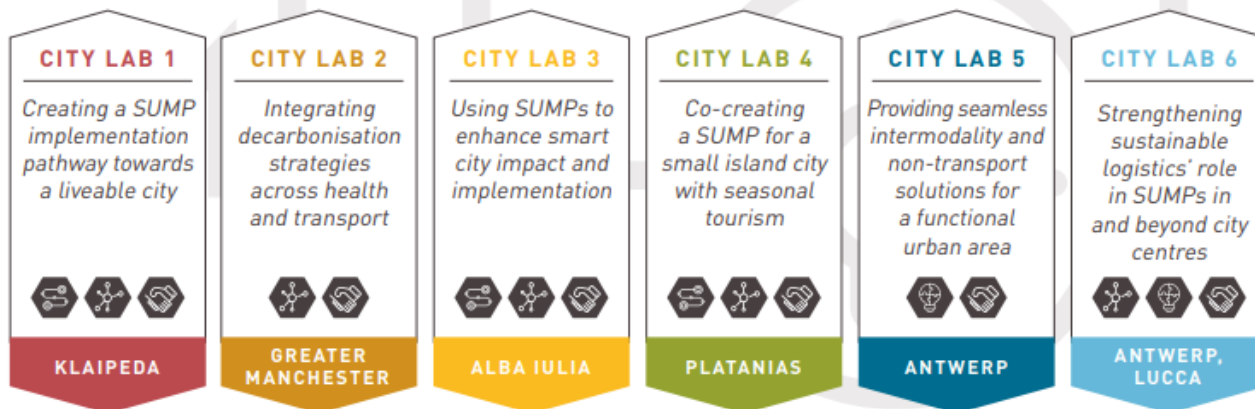 CITY LAB 1
Creating a SUMP
implementation
pathway towards
a liveable city
KLAIPEDA
CITY LAB 2
Integrating
decarbonisation
strategies
across health
and transport
GREATER
MANCHESTER
CITY LAB 3
Using SUMPs to
enhance smart
city impact and
implementation
ALBA IULIA
CITY LAB 4
Co-creating
a SUMP for a
small island city
with seasonal
tourism
PLATANIAS
CITY LAB 5
Providing seamless
intermodality and
non-transport
solutions for
a functional
urban area
ANTWERP
CITY LAB 6
Strengthening
sustainable
logistics' role
in SUMPs in
and beyond city
centres
ANTWERP,
LUCCA